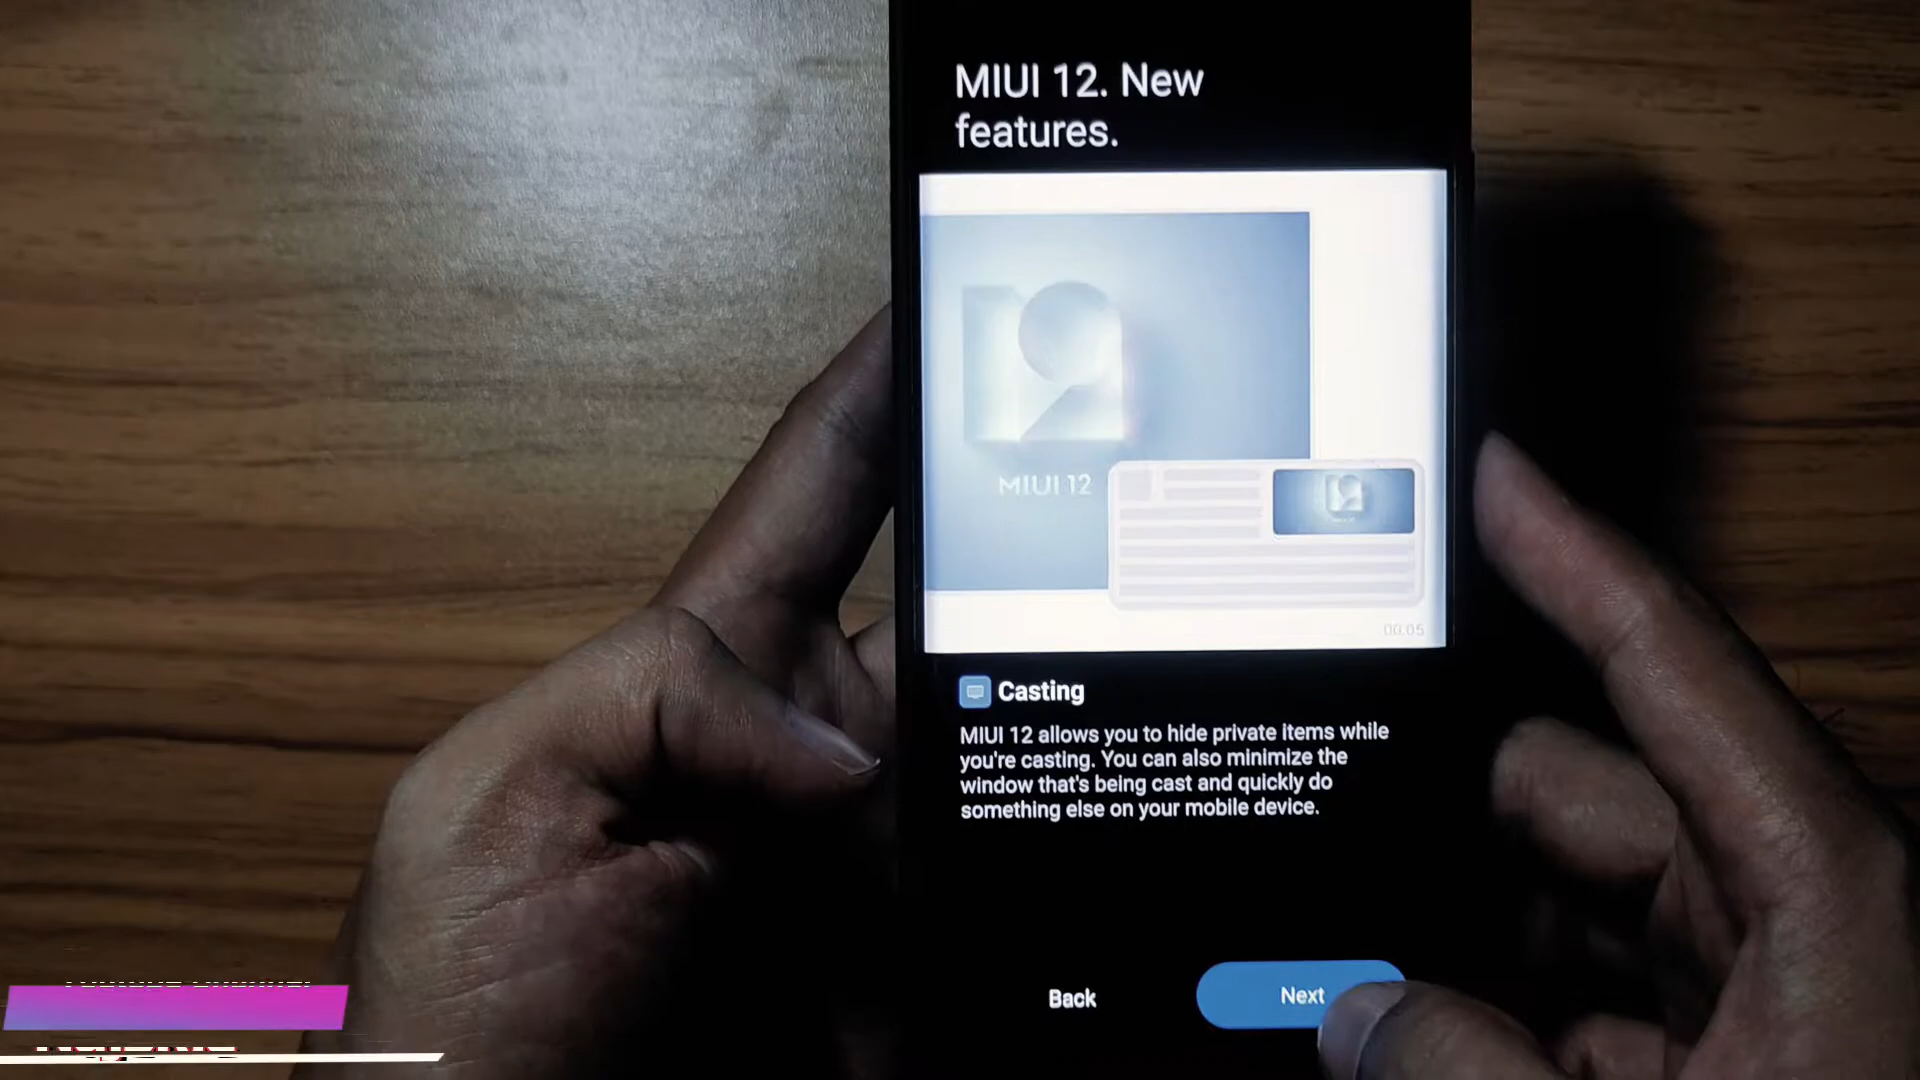 MIUI 12. New
features.
MIUI 12
00:05
Casting
MIUI 12 allows you to hide private items while
you're casting. You can also minimize the
window that's being cast and quickly do
something else on your mobile device.
Back
Next